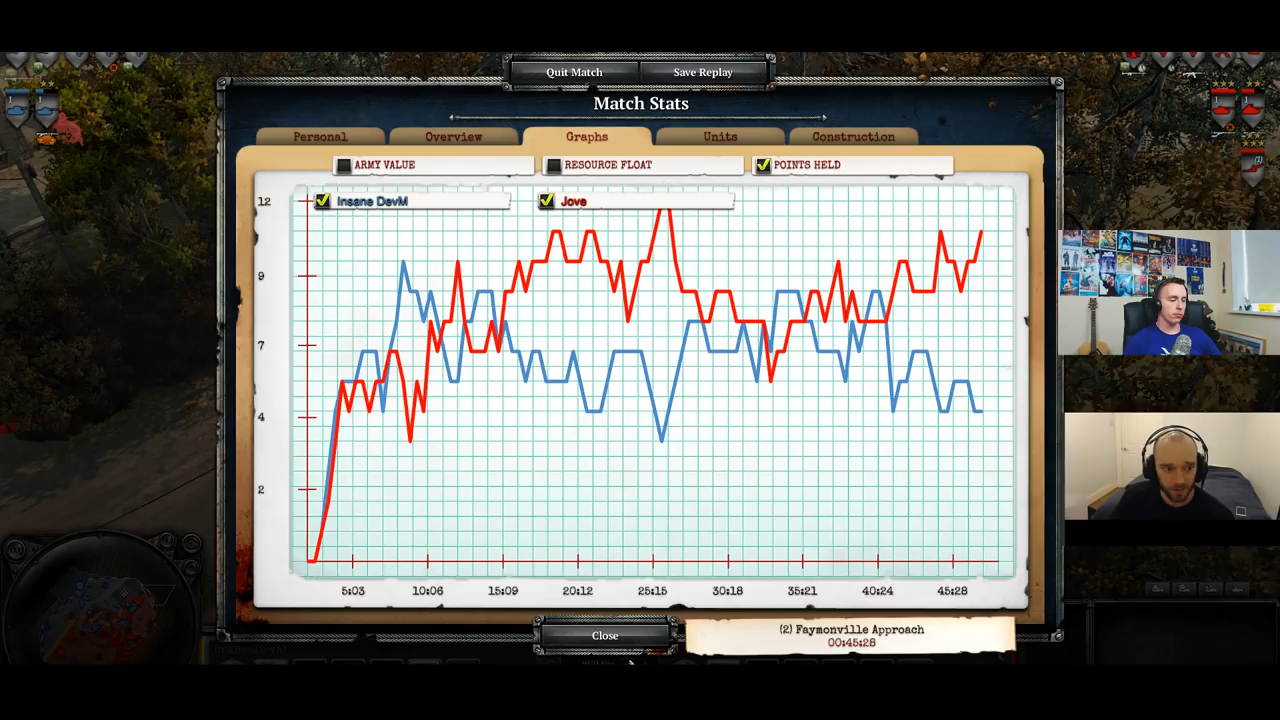 Quit Match Save Replay
Match Stats
Personal Overview Graphs Units Construction
ARMY VALUE RESOURCE FLOAT POINTS HELD
Insane DevM Jove
12
9
7
4
2
5:03 10:06 15:09 20:12 25:15 30:18 35:21 40:24 45:28
Close
(2) Faymonville Approach
00:45:28